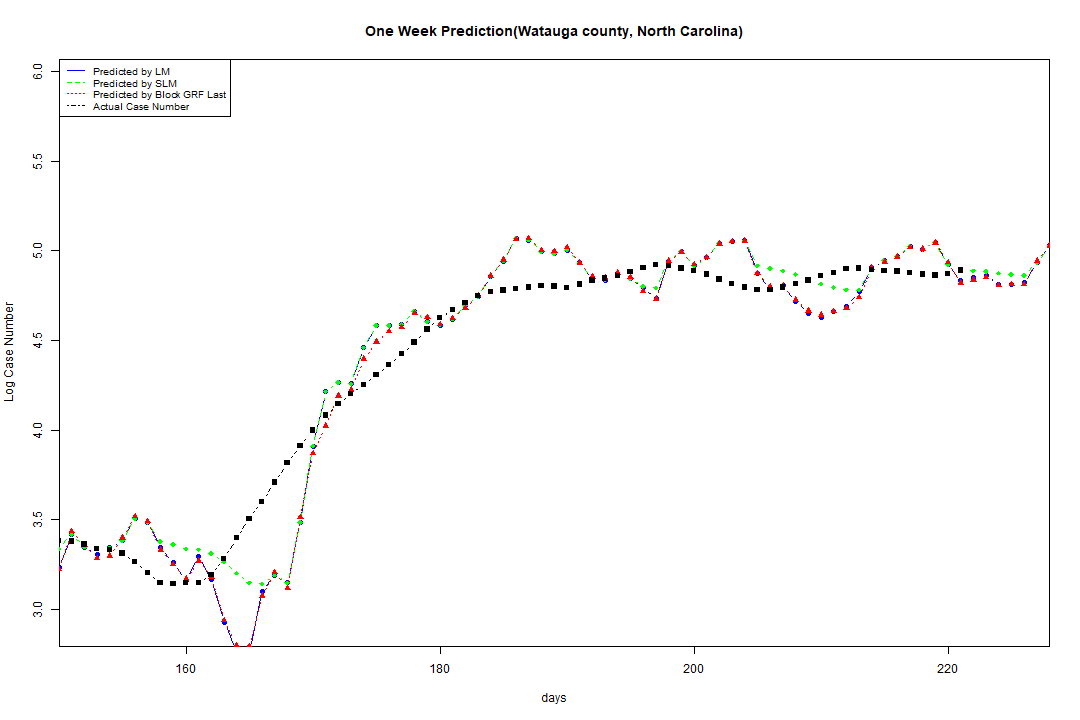 One Week Prediction(Watauga county, North Carolina)
Predicted by LM
Predicted by SLM
Predicted by Block GRF Last
Actual Case Number
6.0
5.5
5.0
4.5
4.0
3.5
3.0
Log Case Number
160 180 200 220
days